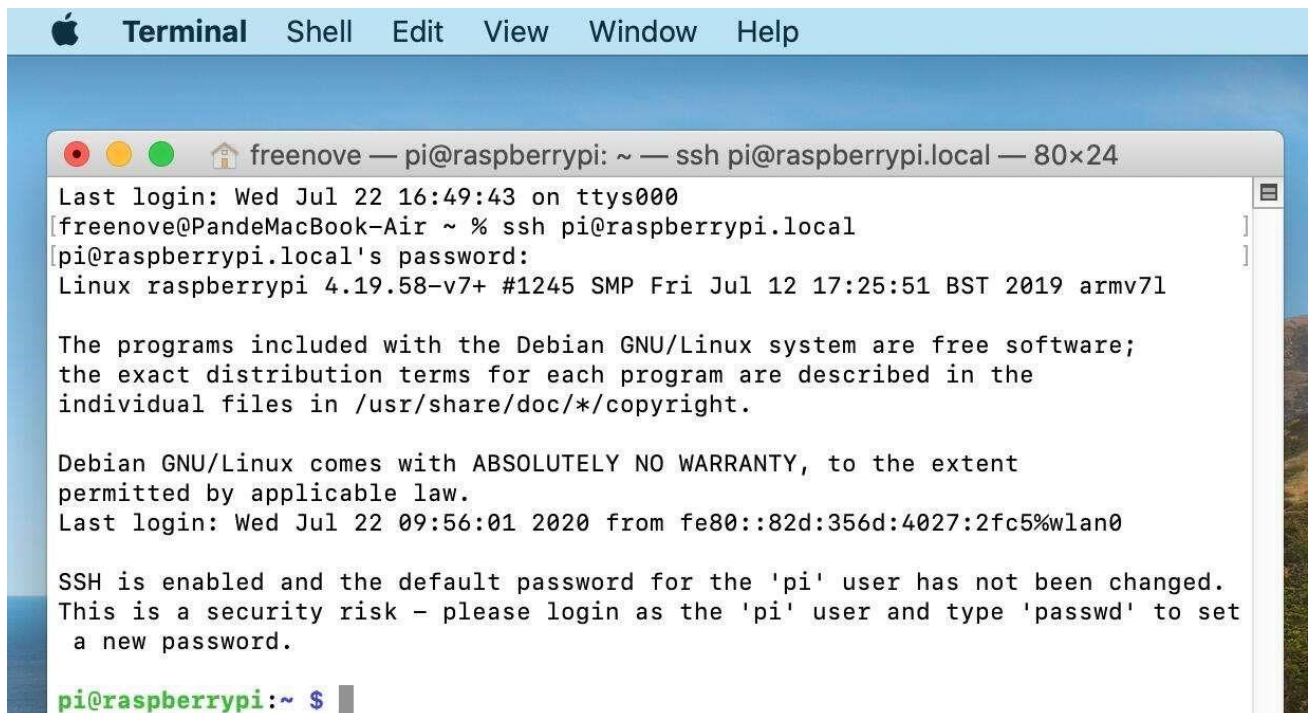 Terminal Shell Edit View Window Help
freenove — pi@raspberrypi: ~ — ssh pi@raspberrypi.local — 80×24
Last login: Wed Jul 22 16:49:43 on ttys000
[freenove@PandeMacBook-Air ~ % ssh pi@raspberrypi.local ]
[pi@raspberrypi.local's password: ]
Linux raspberrypi 4.19.58-v7+ #1245 SMP Fri Jul 12 17:25:51 BST 2019 armv7l
The programs included with the Debian GNU/Linux system are free software;
the exact distribution terms for each program are described in the
individual files in /usr/share/doc/*/copyright.
Debian GNU/Linux comes with ABSOLUTELY NO WARRANTY, to the extent
permitted by applicable law.
Last login: Wed Jul 22 09:56:01 2020 from fe80::82d:356d:4027:2fc5%wlan0
SSH is enabled and the default password for the 'pi' user has not been changed.
This is a security risk – please login as the 'pi' user and type 'passwd' to set
a new password.
pi@raspberrypi:~ $